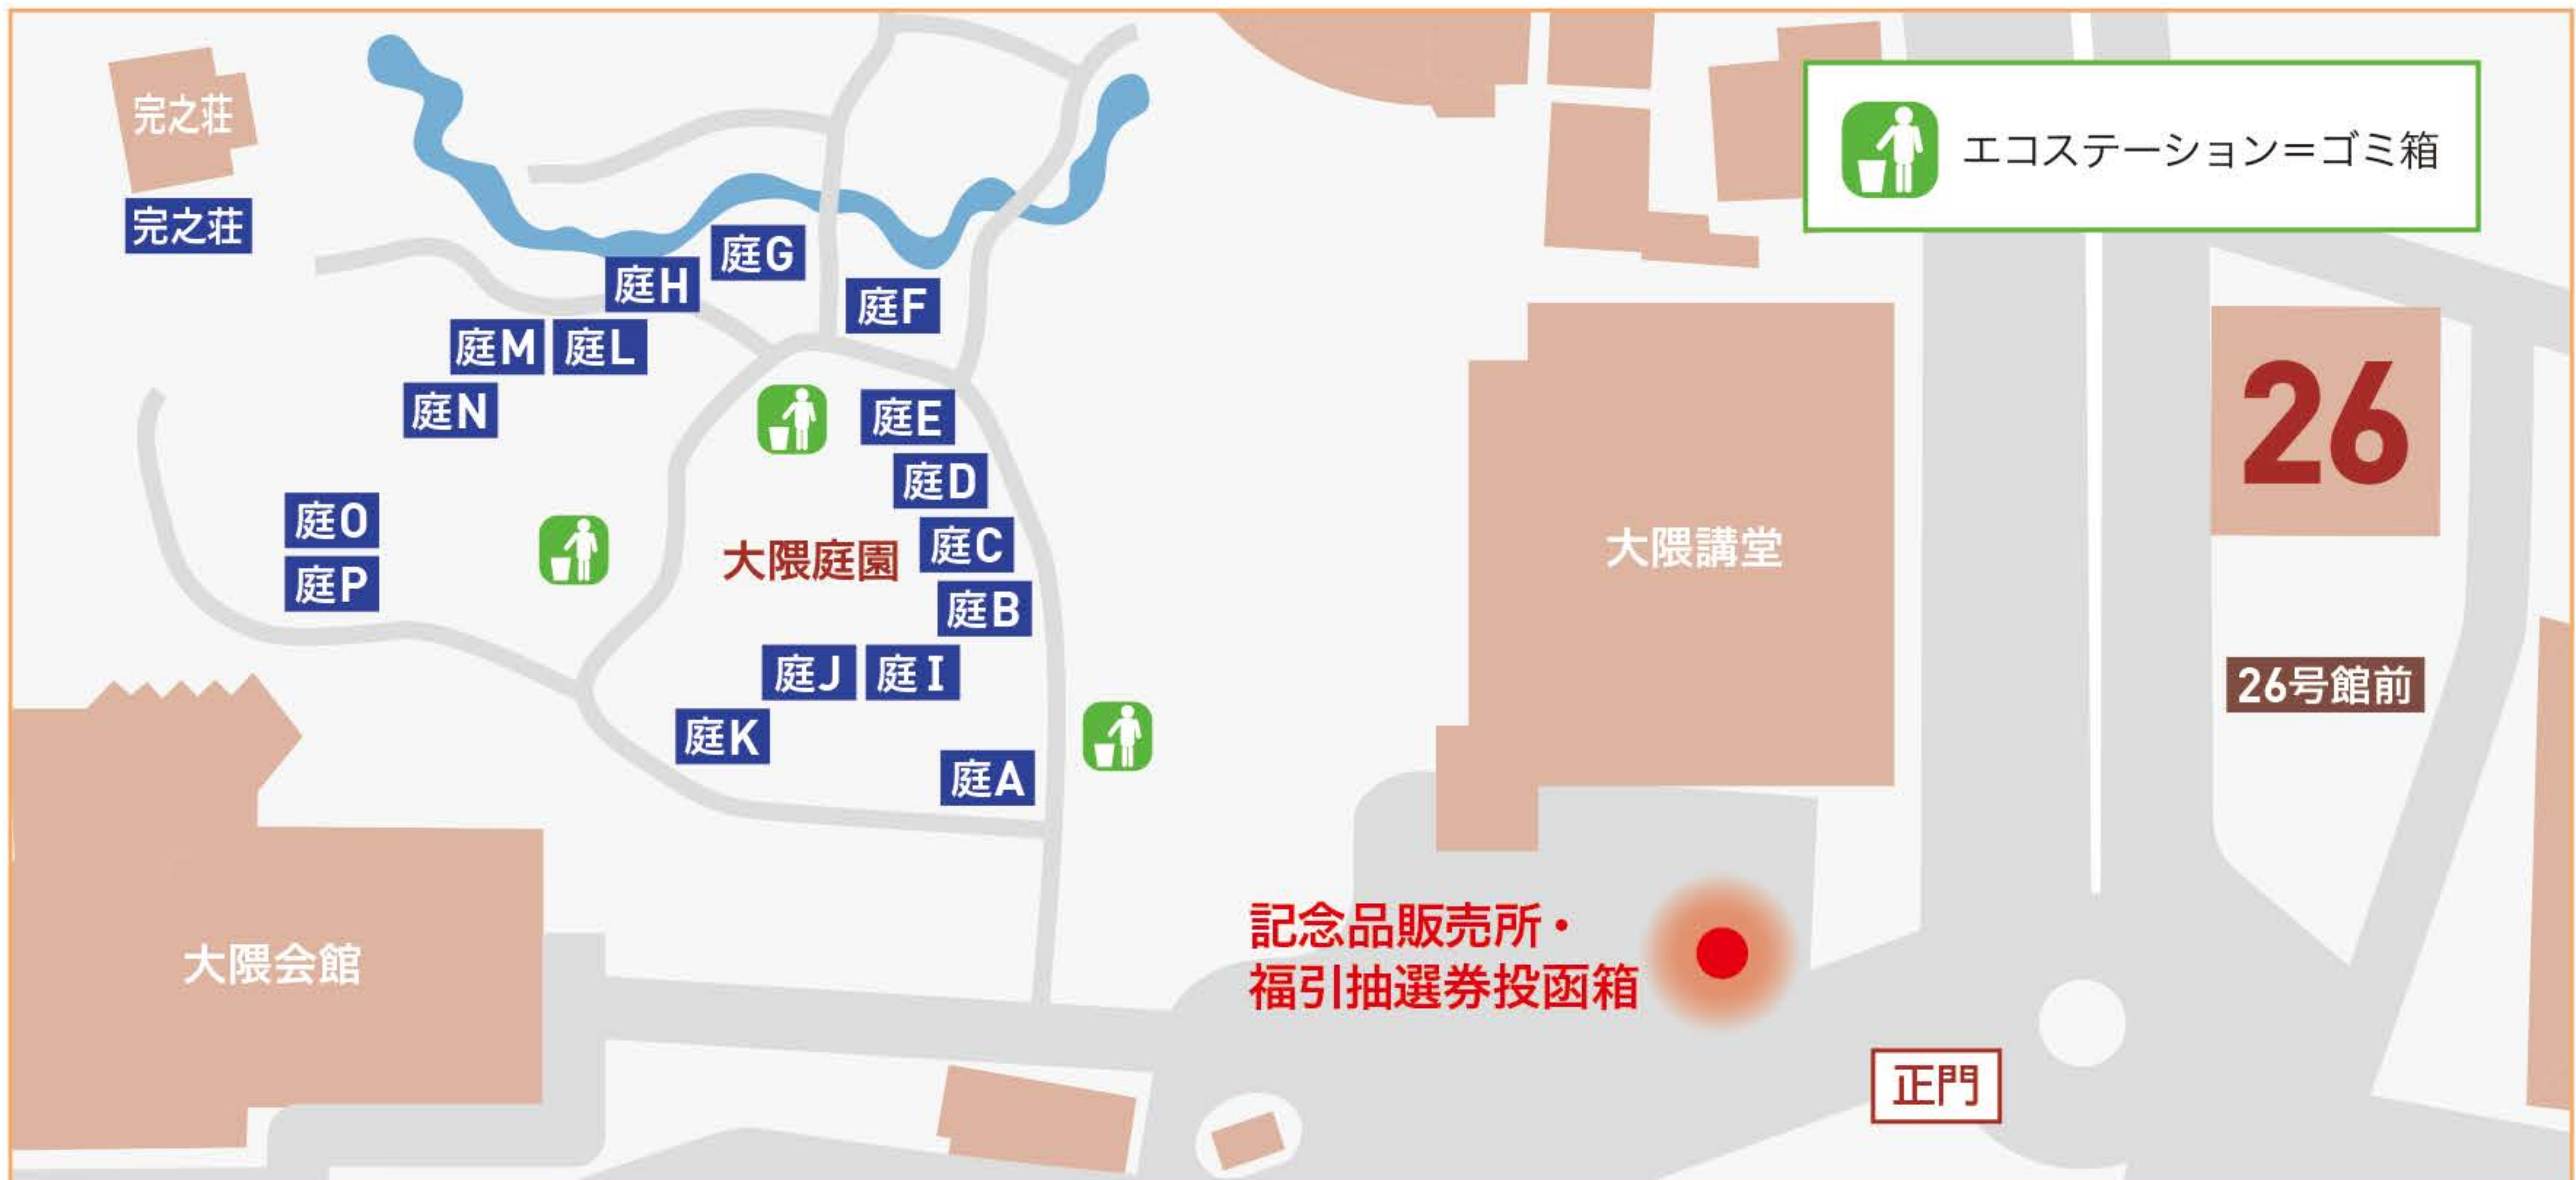 完之荘
完之荘
エコステーション=ゴミ箱
庭G
庭H
庭F
庭M
庭L
庭N
庭E
庭D
庭O
庭C
大隈庭園
庭P
庭B
庭J
庭I
庭K
庭A
大隈講堂
26
26号館前
大隈会館
記念品販売所・
福引抽選券投函箱
正門